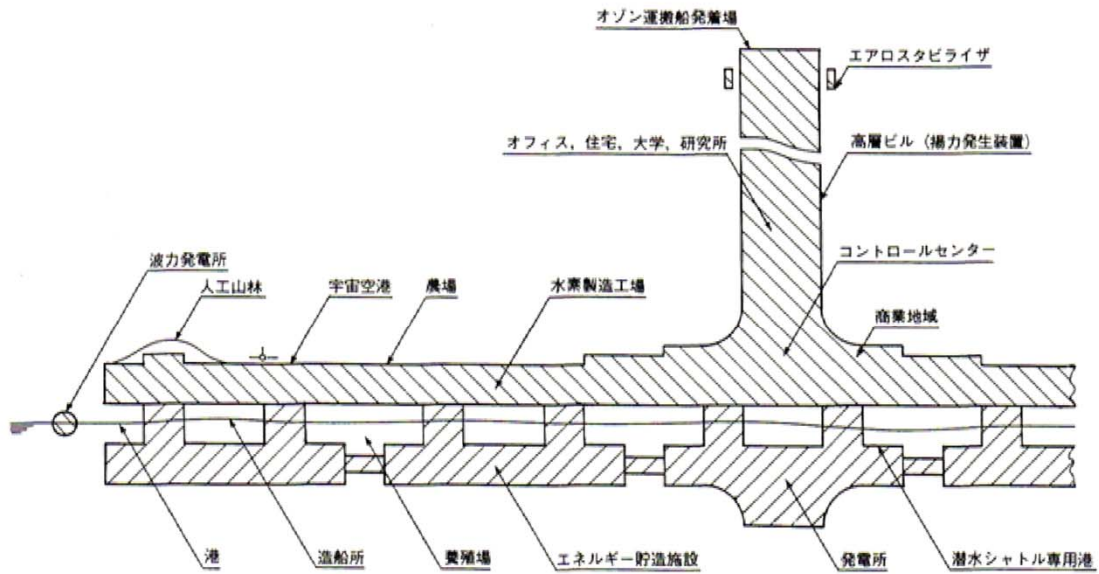 オゾン運搬船発着場
エアロスタビライザ
オフィス，住宅，大学，研究所
高層ビル（揚力発生装置）
波力発電所
人工山林
宇宙空港
農場
水素製造工場
コントロールセンター
商業地域
港
造船所
養殖場
エネルギー貯造施設
発電所
潜水シャトル専用港